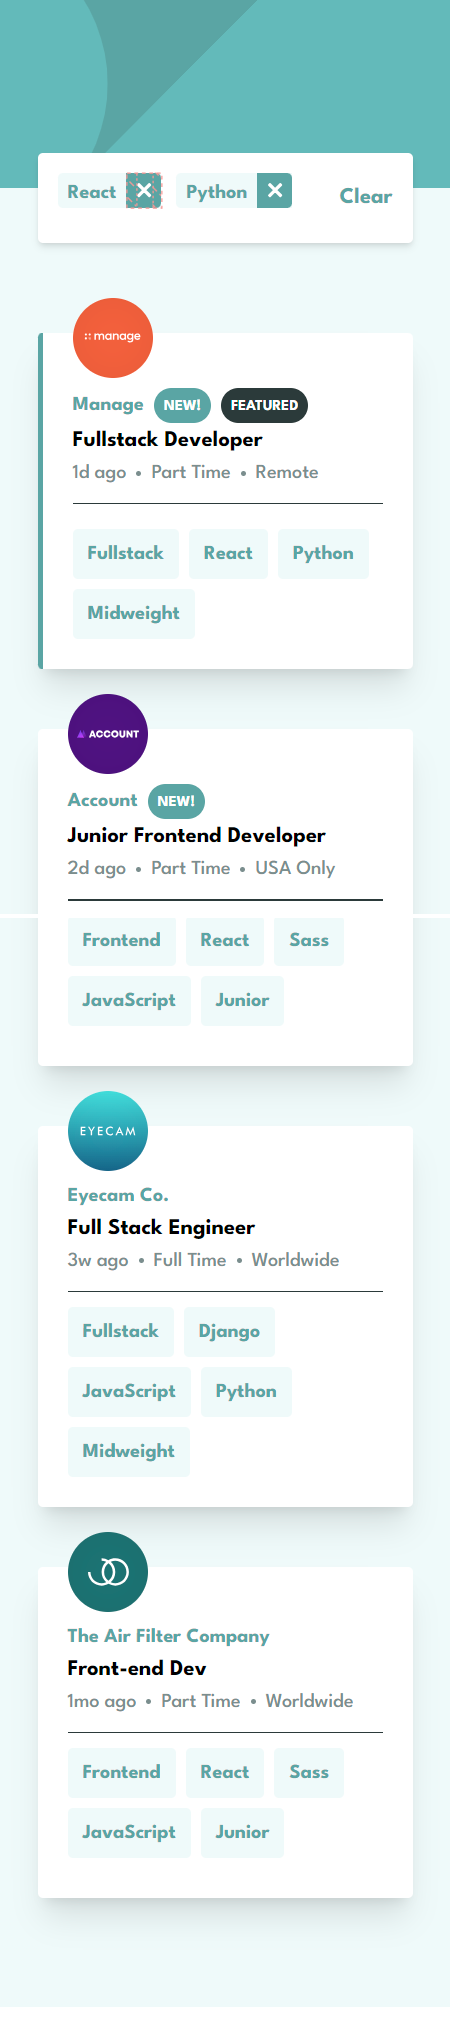 React Python Clear
manage
Manage NEW! FEATURED
Fullstack Developer
1d ago • Part Time • Remote
Fullstack React Python
Midweight
ACCOUNT
Account NEW!
Junior Frontend Developer
2d ago • Part Time • USA Only
Frontend React Sass
JavaScript Junior
EYECAM
Eyecam Co.
Full Stack Engineer
3w ago • Full Time • Worldwide
Fullstack Django
JavaScript Python
Midweight
The Air Filter Company
Front-end Dev
1mo ago • Part Time • Worldwide
Frontend React Sass
JavaScript Junior